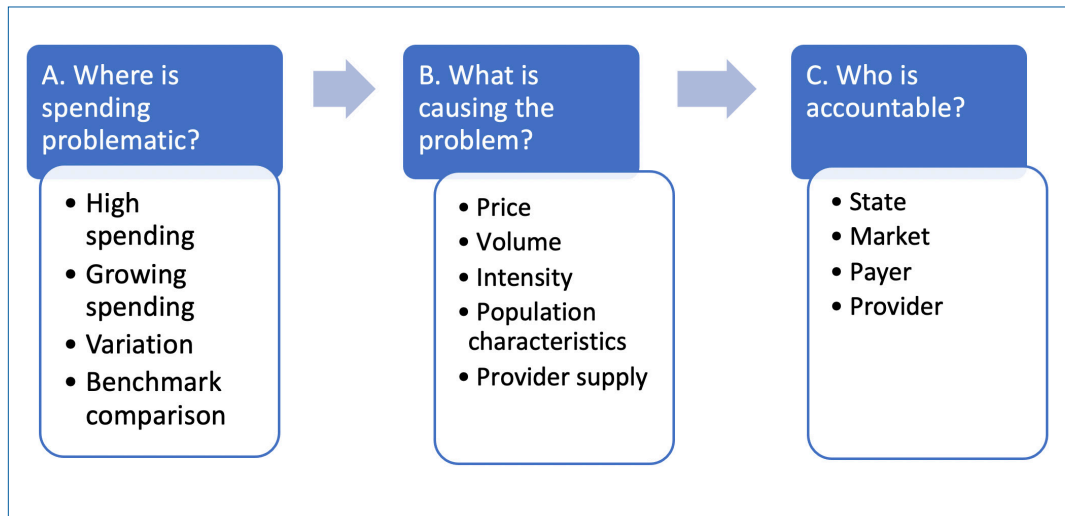 A. Where is
spending
problematic?
• High
spending
• Growing
spending
• Variation
• Benchmark
comparison
B. What is
causing the
problem?
• Price
• Volume
• Intensity
• Population
characteristics
• Provider supply
C. Who is
accountable?
• State
• Market
• Payer
• Provider